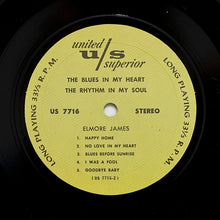 united
u/s
superior
THE BLUES IN MY HEART
THE RHYTHM IN MY SOUL
US 7716
STEREO
ELMORE JAMES
1. HAPPY HOME
2. NO LOVE IN MY HEART
3. BLUES BEFORE SUNRISE
4. I WAS A FOOL
5. GOODBYE BABY
(US 7716-2)
LONG PLAYING 33⅓ R.P.M.
LONG PLAYING 33⅓ R.P.M.